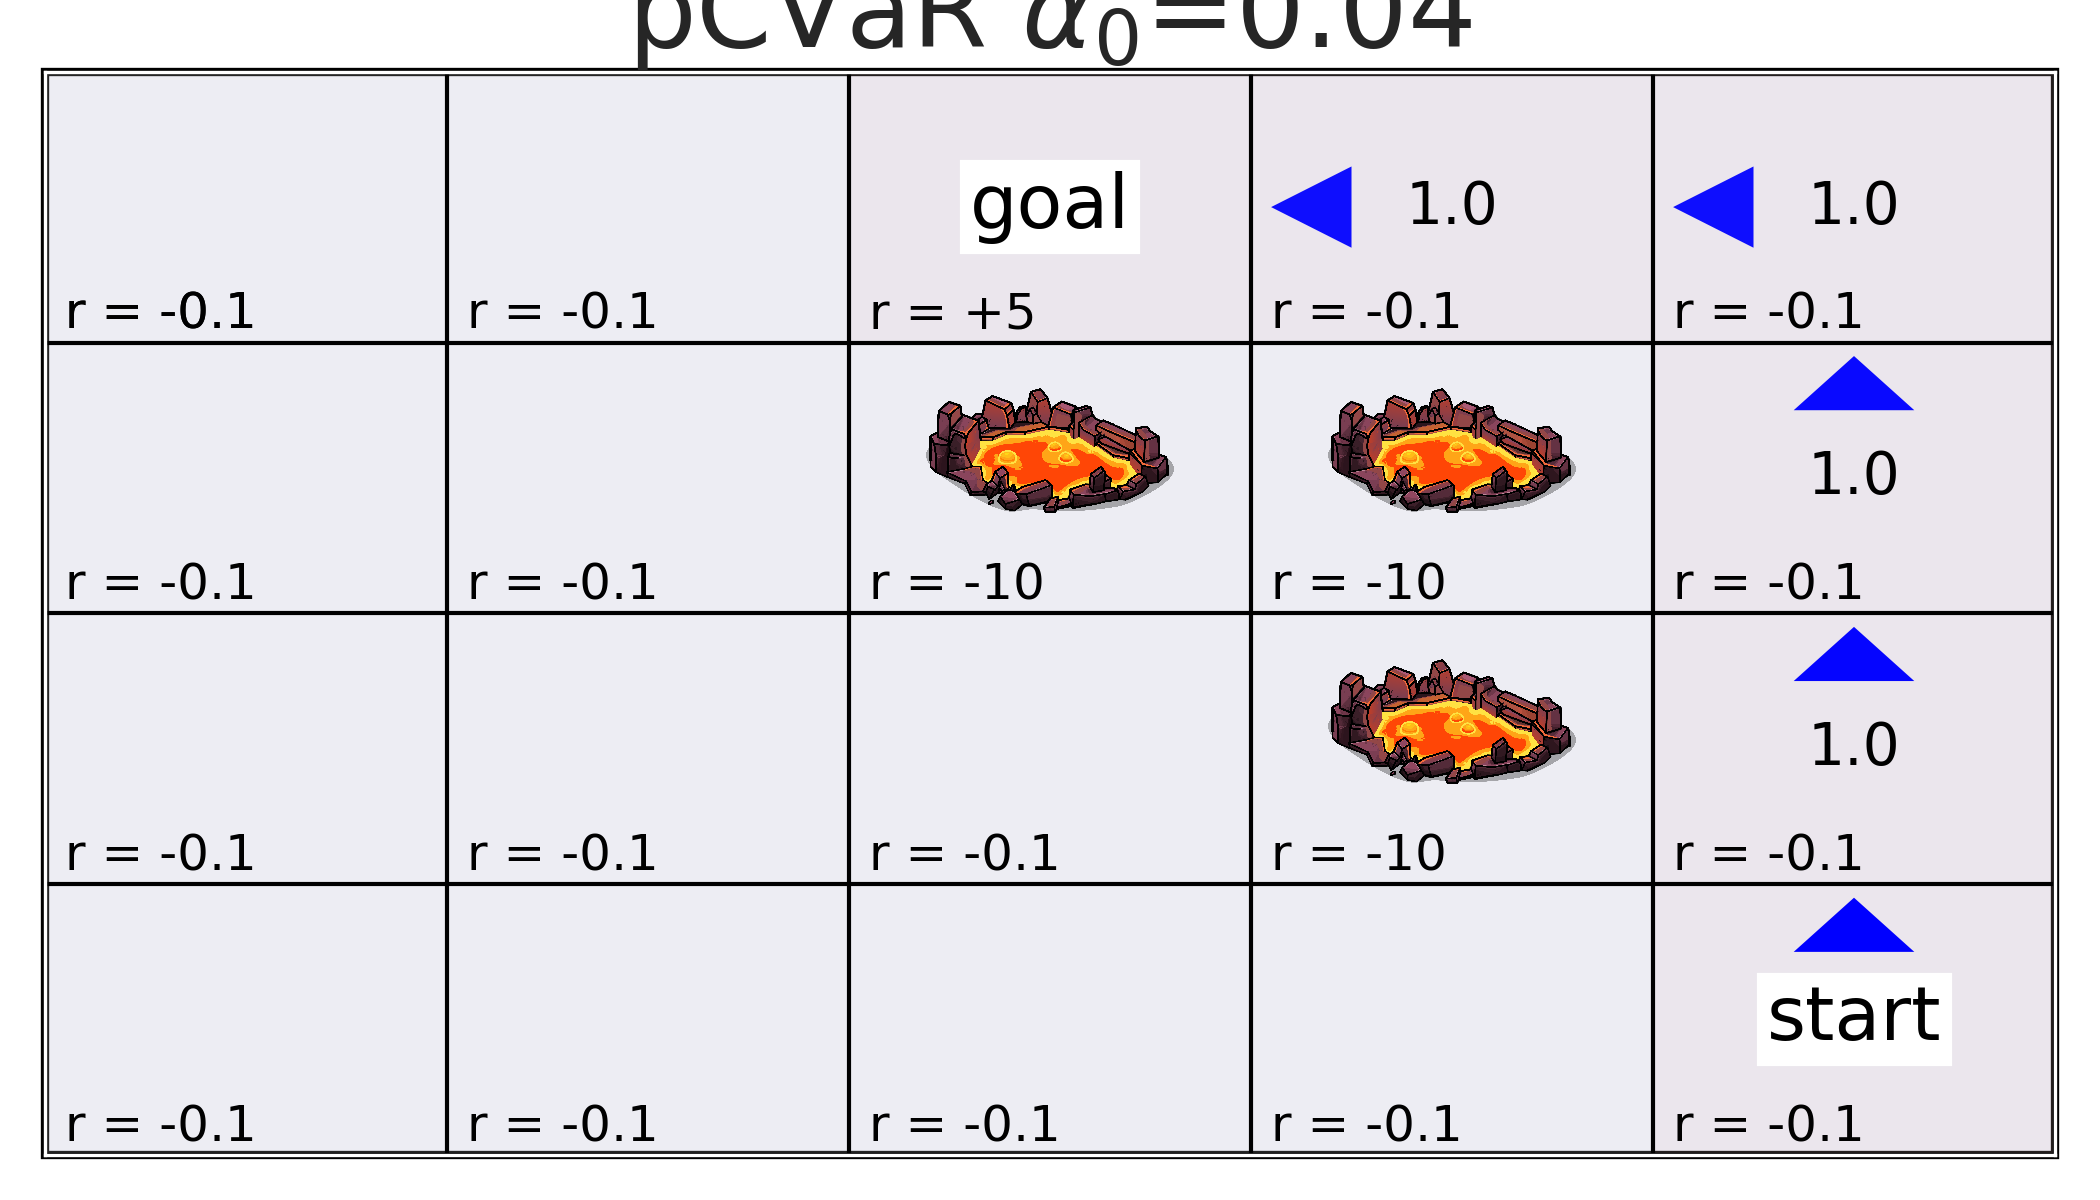 pCVaR α₀=0.04
goal 1.0 1.0
r = -0.1 r = -0.1 r = +5 r = -0.1 r = -0.1
1.0
r = -0.1 r = -0.1 r = -10 r = -10 r = -0.1
1.0
r = -0.1 r = -0.1 r = -0.1 r = -10 r = -0.1
start
r = -0.1 r = -0.1 r = -0.1 r = -0.1 r = -0.1